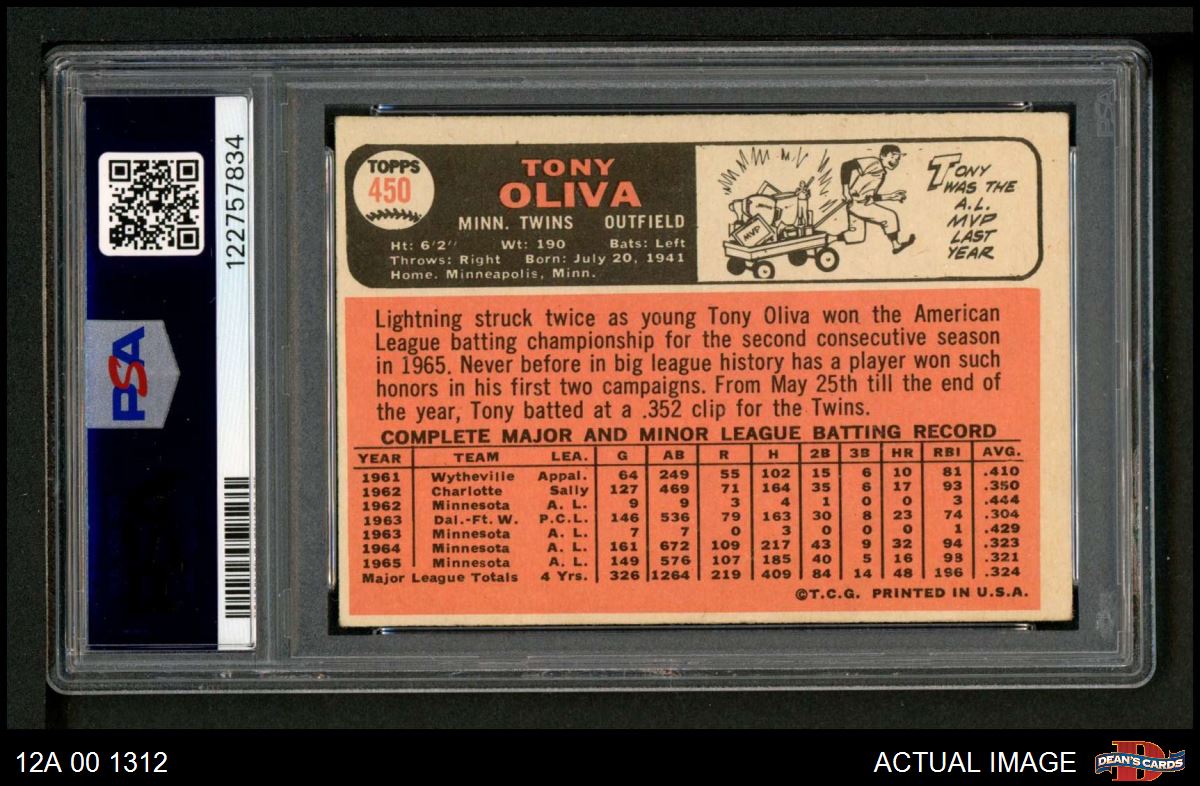 122757834
PSA
TOPPS
450
TONY
OLIVA
MINN. TWINS OUTFIELD
Ht: 6'2" Wt: 190 Bats: Left
Throws: Right Born: July 20, 1941
Home. Minneapolis, Minn.
MVP
TONY
WAS THE
A.L.
MVP
LAST
YEAR
Lightning struck twice as young Tony Oliva won the American
League batting championship for the second consecutive season
in 1965. Never before in big league history has a player won such
honors in his first two campaigns. From May 25th till the end of
the year, Tony batted at a .352 clip for the Twins.
COMPLETE MAJOR AND MINOR LEAGUE BATTING RECORD
YEAR TEAM LEA. G AB R H 2B 3B HR RBI AVG.
1961 Wytheville Appal. 64 249 55 102 15 6 10 81 .410
1962 Charlotte Sally 127 469 71 164 35 6 17 93 .350
1962 Minnesota A. L. 9 9 3 4 1 0 0 3 .444
1963 Dal.-Ft. W. P.C.L. 146 536 79 163 30 8 23 74 .304
1963 Minnesota A. L. 7 7 0 3 0 0 0 1 .429
1964 Minnesota A. L. 161 672 109 217 43 9 32 94 .323
1965 Minnesota A. L. 149 576 107 185 40 5 16 98 .321
Major League Totals 4 Yrs. 326 1264 219 409 84 14 48 196 .324
©T.C.G. PRINTED IN U.S.A.
PSA
12A 00 1312
ACTUAL IMAGE
D
DEAN'S CARDS